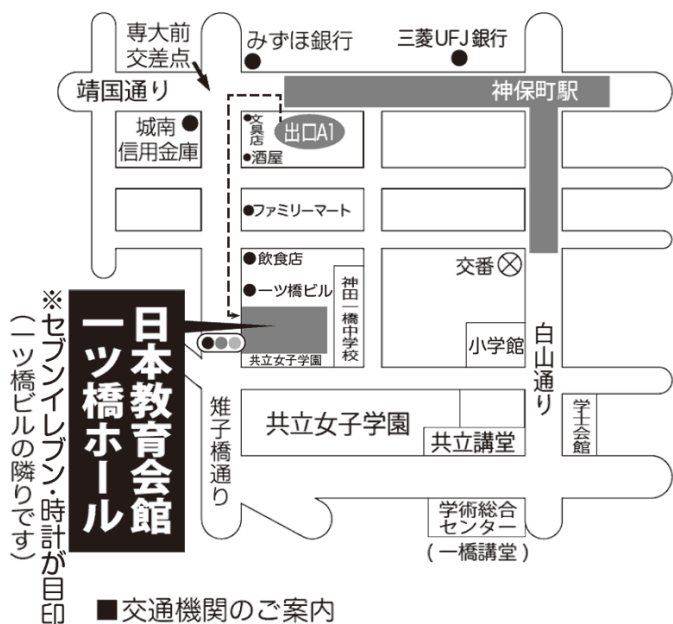 専大前
交差点
みずほ銀行
三菱UFJ銀行
靖国通り
神保町駅
城南
信用金庫
文具店
出口A1
酒屋
ファミリーマート
飲食店
一ツ橋ビル
神田一橋中学校
交番
小学館
白山通り
共立女子学園
日本教育会館
一ツ橋ホール
※セブンイレブン・時計が目印
(一ツ橋ビルの隣りです)
雉子橋通り
共立女子学園
共立講堂
学士会館
学術総合
センター
(一橋講堂)
■交通機関のご案内